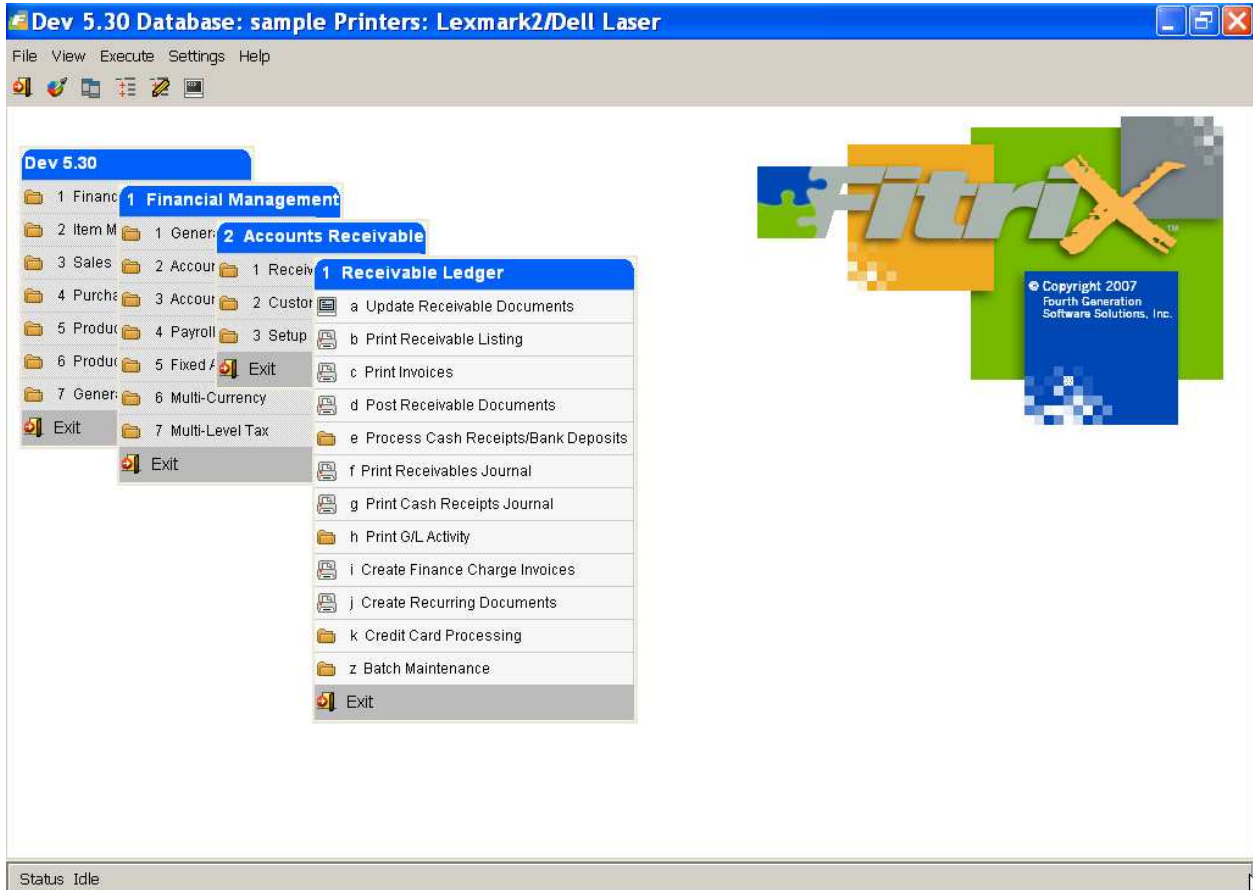 Dev 5.30 Database: sample Printers: Lexmark2/Dell Laser
File View Execute Settings Help
Dev 5.30
1 Financ
2 Item M
3 Sales
4 Purcha
5 Produc
6 Produc
7 Genera
Exit
1 Financial Management
1 Genera
2 Accoun
3 Accoun
4 Payroll
5 Fixed A
6 Multi-Currency
7 Multi-Level Tax
Exit
2 Accounts Receivable
1 Receiv
2 Custor
3 Setup
Exit
1 Receivable Ledger
a Update Receivable Documents
b Print Receivable Listing
c Print Invoices
d Post Receivable Documents
e Process Cash Receipts/Bank Deposits
f Print Receivables Journal
g Print Cash Receipts Journal
h Print G/L Activity
i Create Finance Charge Invoices
j Create Recurring Documents
k Credit Card Processing
z Batch Maintenance
Exit
FitriX
TM
© Copyright 2007
Fourth Generation
Software Solutions, Inc.
Status Idle